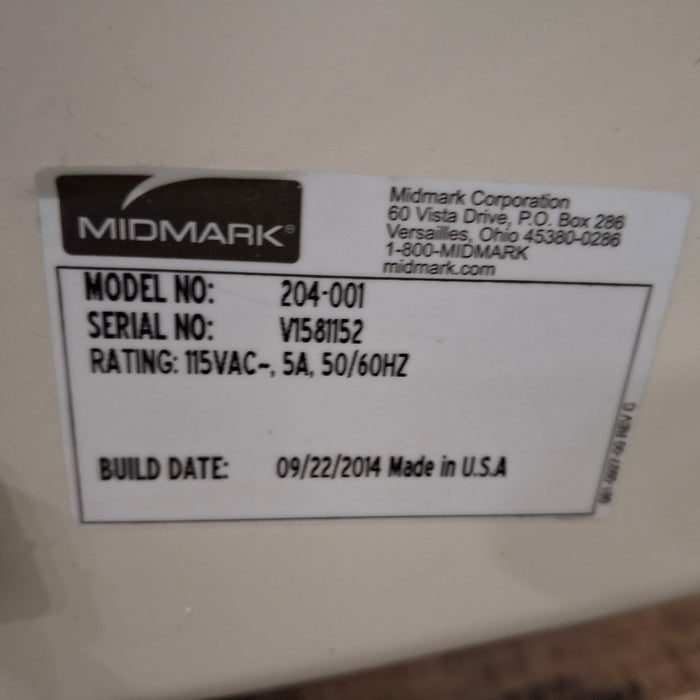 MIDMARK®
Midmark Corporation
60 Vista Drive, P.O. Box 286
Versailles, Ohio 45380-0286
1-800-MIDMARK
midmark.com
MODEL NO: 204-001
SERIAL NO: V1581152
RATING: 115VAC~, 5A, 50/60HZ
BUILD DATE: 09/22/2014 Made in U.S.A
REV C